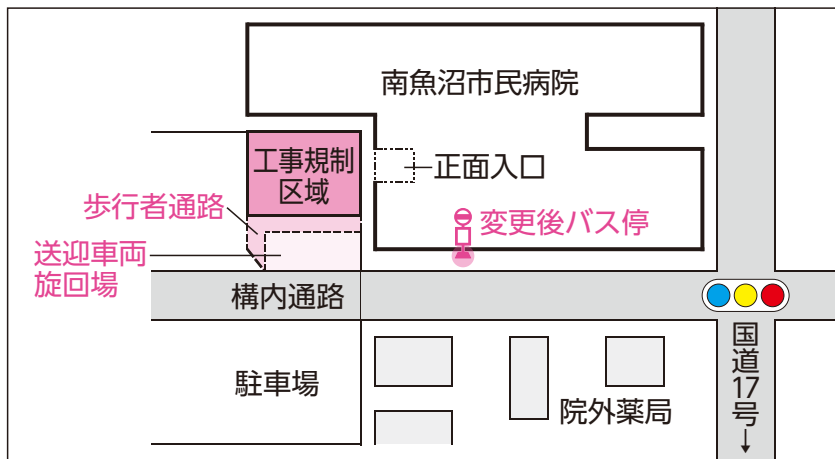 南魚沼市民病院
工事規制
区域
正面入口
歩行者通路
変更後バス停
送迎車両
旋回場
構内通路
駐車場
院外薬局
国道17号↓